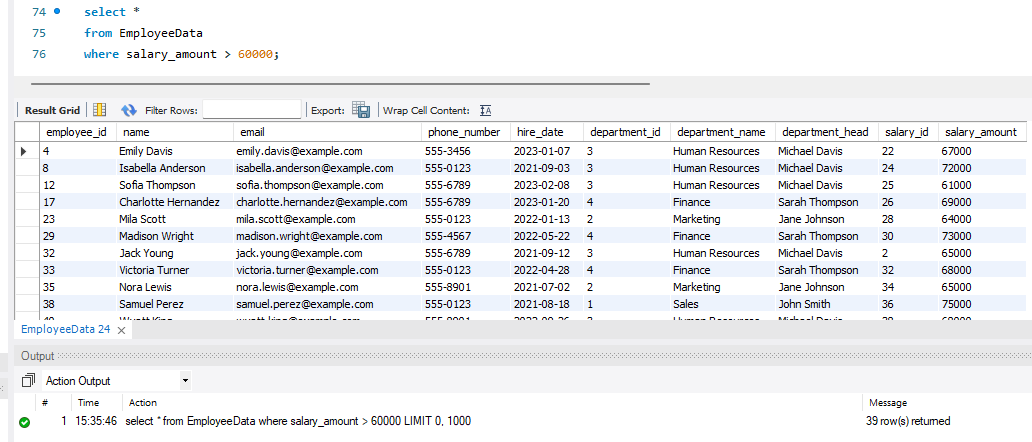 74 select *
75 from EmployeeData
76 where salary_amount > 60000;
Result Grid Filter Rows: Export: Wrap Cell Content:
employee_id name email phone_number hire_date department_id department_name department_head salary_id salary_amount
4 Emily Davis emily.davis@example.com 555-3456 2023-01-07 3 Human Resources Michael Davis 22 67000
8 Isabella Anderson isabella.anderson@example.com 555-0123 2021-09-03 3 Human Resources Michael Davis 24 72000
12 Sofia Thompson sofia.thompson@example.com 555-6789 2023-02-08 3 Human Resources Michael Davis 25 61000
17 Charlotte Hernandez charlotte.hernandez@example.com 555-6789 2023-01-20 4 Finance Sarah Thompson 26 69000
23 Mila Scott mila.scott@example.com 555-0123 2022-01-13 2 Marketing Jane Johnson 28 64000
29 Madison Wright madison.wright@example.com 555-4567 2022-05-22 4 Finance Sarah Thompson 30 73000
32 Jack Young jack.young@example.com 555-6789 2021-09-12 3 Human Resources Michael Davis 2 65000
33 Victoria Turner victoria.turner@example.com 555-0123 2022-04-28 4 Finance Sarah Thompson 32 68000
35 Nora Lewis nora.lewis@example.com 555-8901 2021-07-02 2 Marketing Jane Johnson 34 65000
38 Samuel Perez samuel.perez@example.com 555-0123 2021-08-18 1 Sales John Smith 36 75000
EmployeeData 24
Output
Action Output
# Time Action Message
1 15:35:46 select * from EmployeeData where salary_amount > 60000 LIMIT 0, 1000 39 row(s) returned